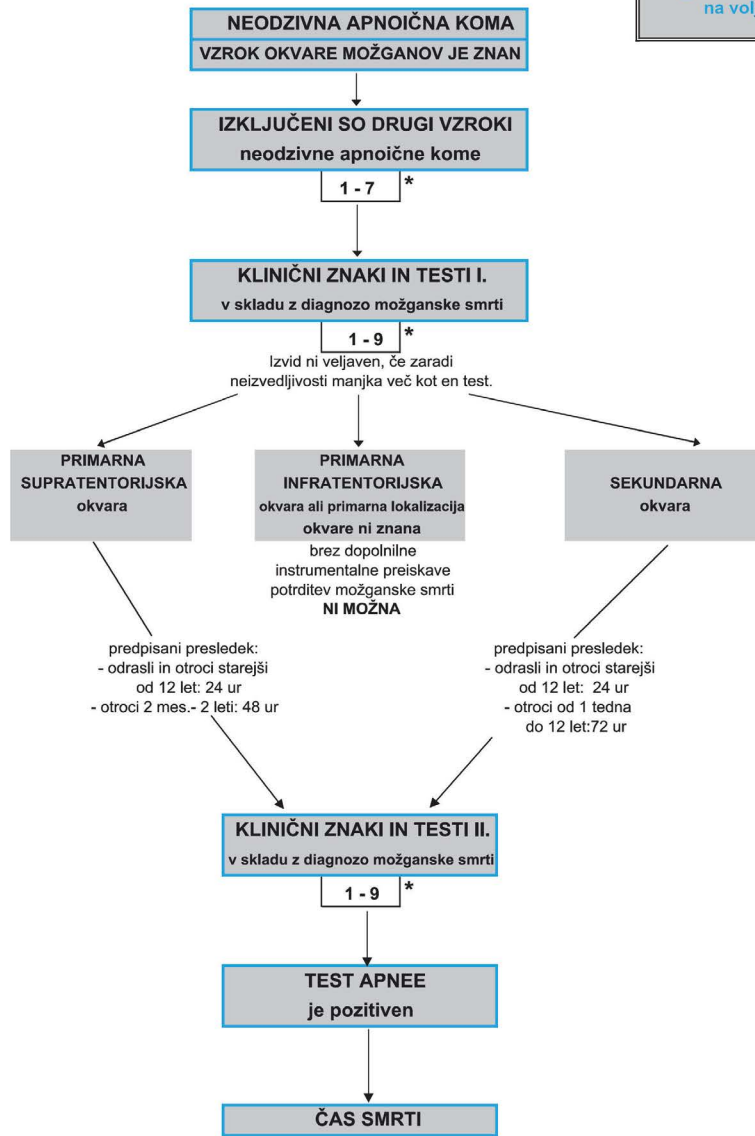 na volj
NEODZIVNA APNOIČNA KOMA
VZROK OKVARE MOŽGANOV JE ZNAN
IZKLJUČENI SO DRUGI VZROKI
neodzivne apnoične kome
1 - 7 *
KLINIČNI ZNAKI IN TESTI I.
v skladu z diagnozo možganske smrti
1 - 9 *
Izvid ni veljaven, če zaradi
neizvedljivosti manjka več kot en test.
PRIMARNA
SUPRATENTORIJSKA
okvara
PRIMARNA
INFRATENTORIJSKA
okvara ali primarna lokalizacija
okvare ni znana
brez dopolnilne
instrumentalne preiskave
potrditev možganske smrti
NI MOŽNA
SEKUNDARNA
okvara
predpisani presledek:
- odrasli in otroci starejši
od 12 let: 24 ur
- otroci 2 mes.- 2 leti: 48 ur
predpisani presledek:
- odrasli in otroci starejši
od 12 let: 24 ur
- otroci od 1 tedna
do 12 let:72 ur
KLINIČNI ZNAKI IN TESTI II.
v skladu z diagnozo možganske smrti
1 - 9 *
TEST APNEE
je pozitiven
ČAS SMRTI